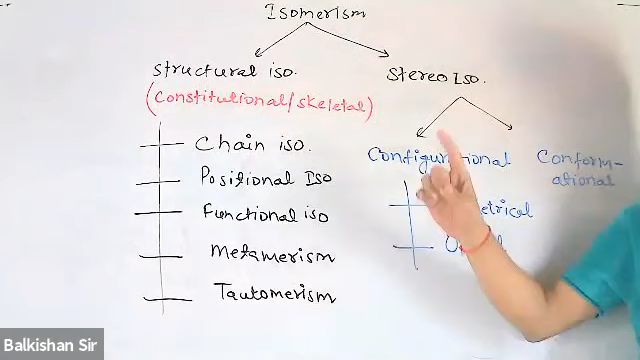 Isomerism
structural iso.
(constitutional/skeletal)
Chain iso.
Positional Iso
Functional iso
Metamerism
Tautomerism
Stereo Iso.
Conform-
ational
Balkishan Sir